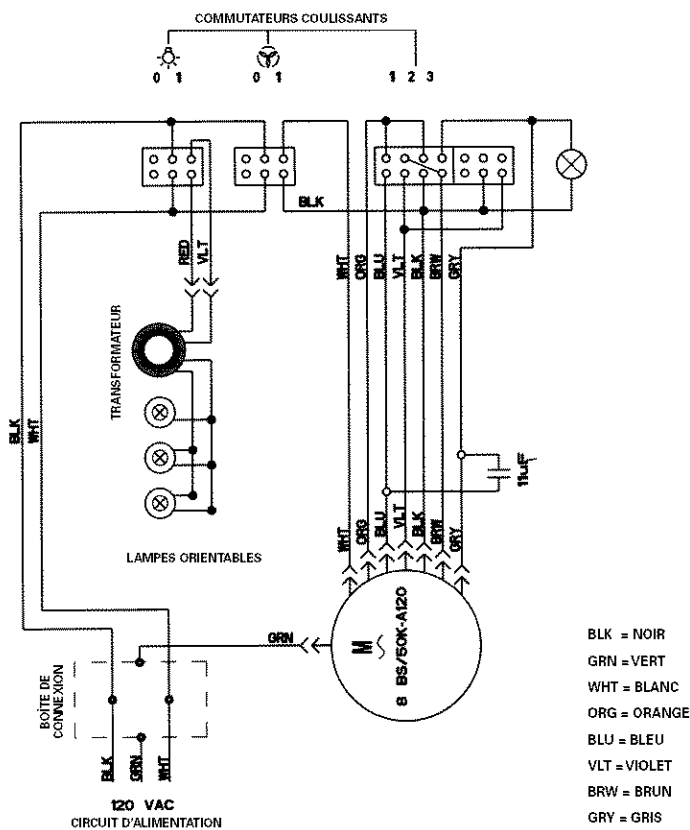 COMMUTATEURS COULISSANTS
0 1
0 1
1 2 3
BLK
RED
VLT
WHT
ORG
BLU
VLT
BLK
BRW
GRY
TRANSFORMATEUR
BLK
WHT
11uF
WHT
ORG
BLU
VLT
BLK
BRW
GRY
LAMPES ORIENTABLES
GRN
M
8 BS/50K-A120
BOÎTE DE
CONNEXION
BLK
GRN
WHT
120 VAC
CIRCUIT D'ALIMENTATION
BLK = NOIR
GRN = VERT
WHT = BLANC
ORG = ORANGE
BLU = BLEU
VLT = VIOLET
BRW = BRUN
GRY = GRIS